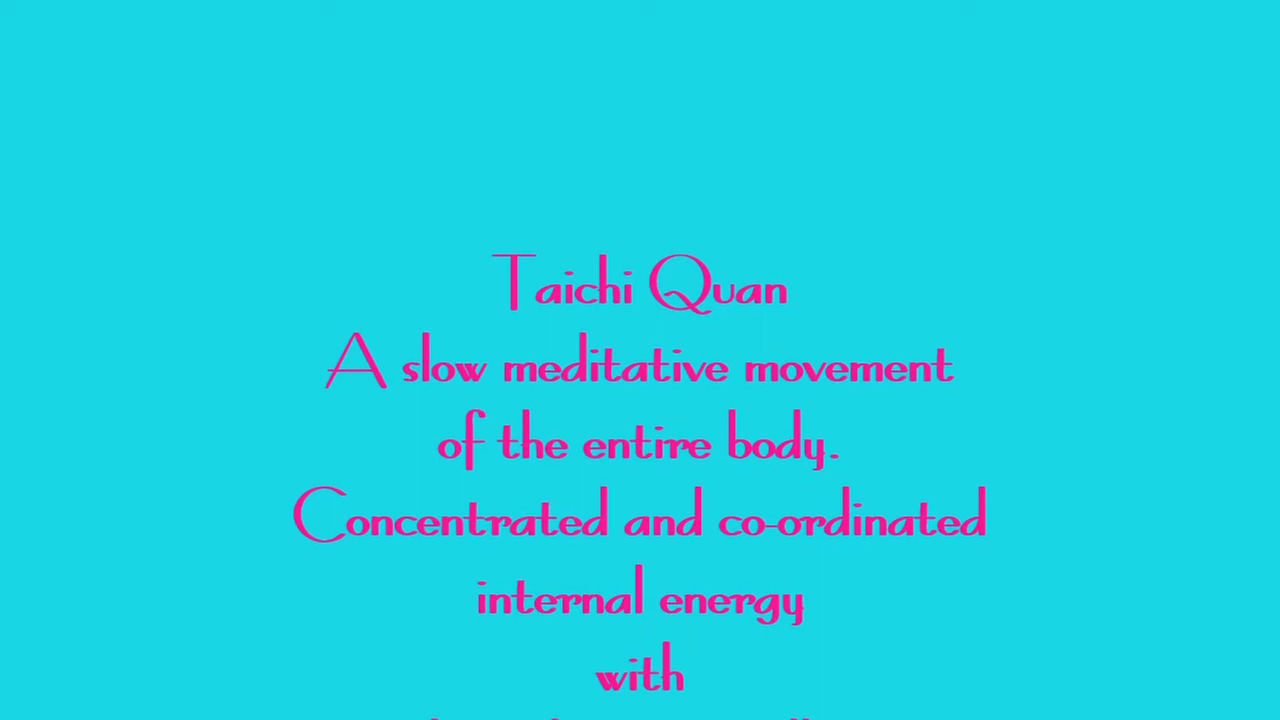 Taichi Quan
A slow meditative movement
of the entire body.
Concentrated and co-ordinated
internal energy
with